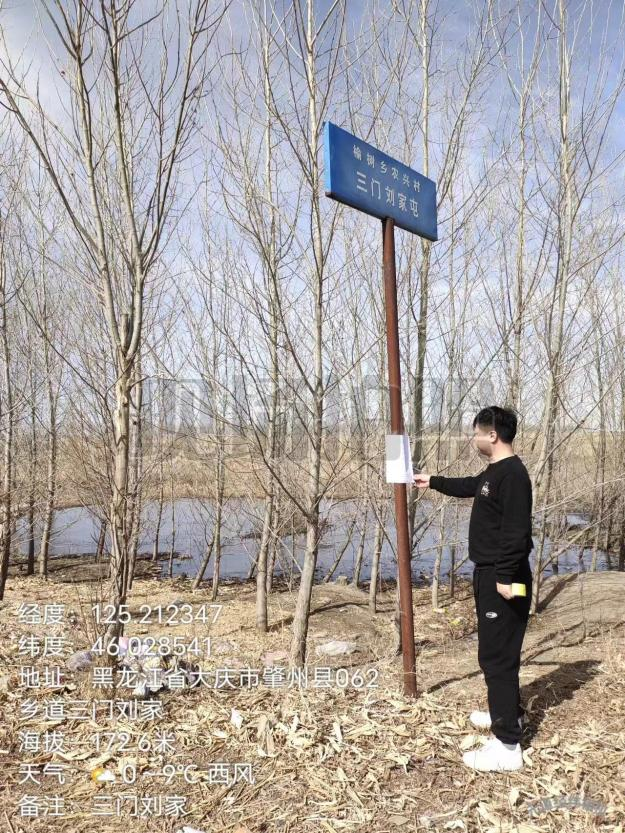 榆树乡农兴村
三门刘家屯
经度：125.212347
纬度：46.028541
地址：黑龙江省大庆市肇州县062
乡道三门刘家
海拔：172.6米
天气：0～9℃ 西风
备注：三门刘家